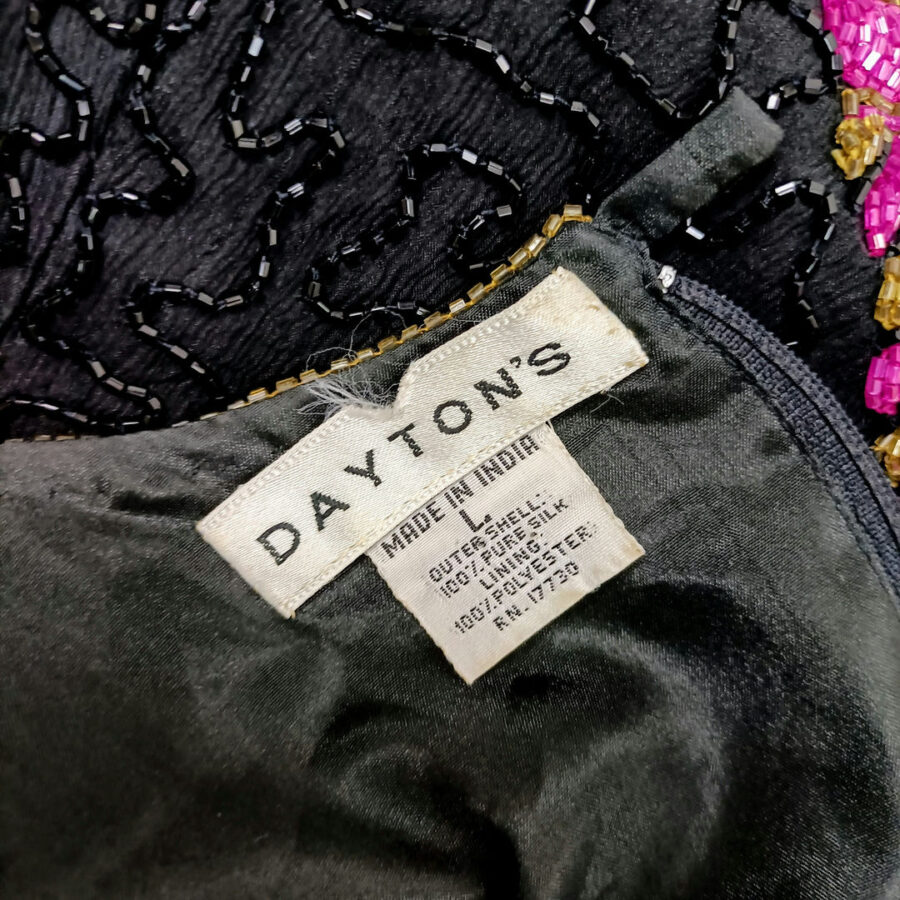 DAYTON'S
MADE IN INDIA
L
OUTER SHELL:
100% PURE SILK
LINING:
100% POLYESTER
RN. 17730